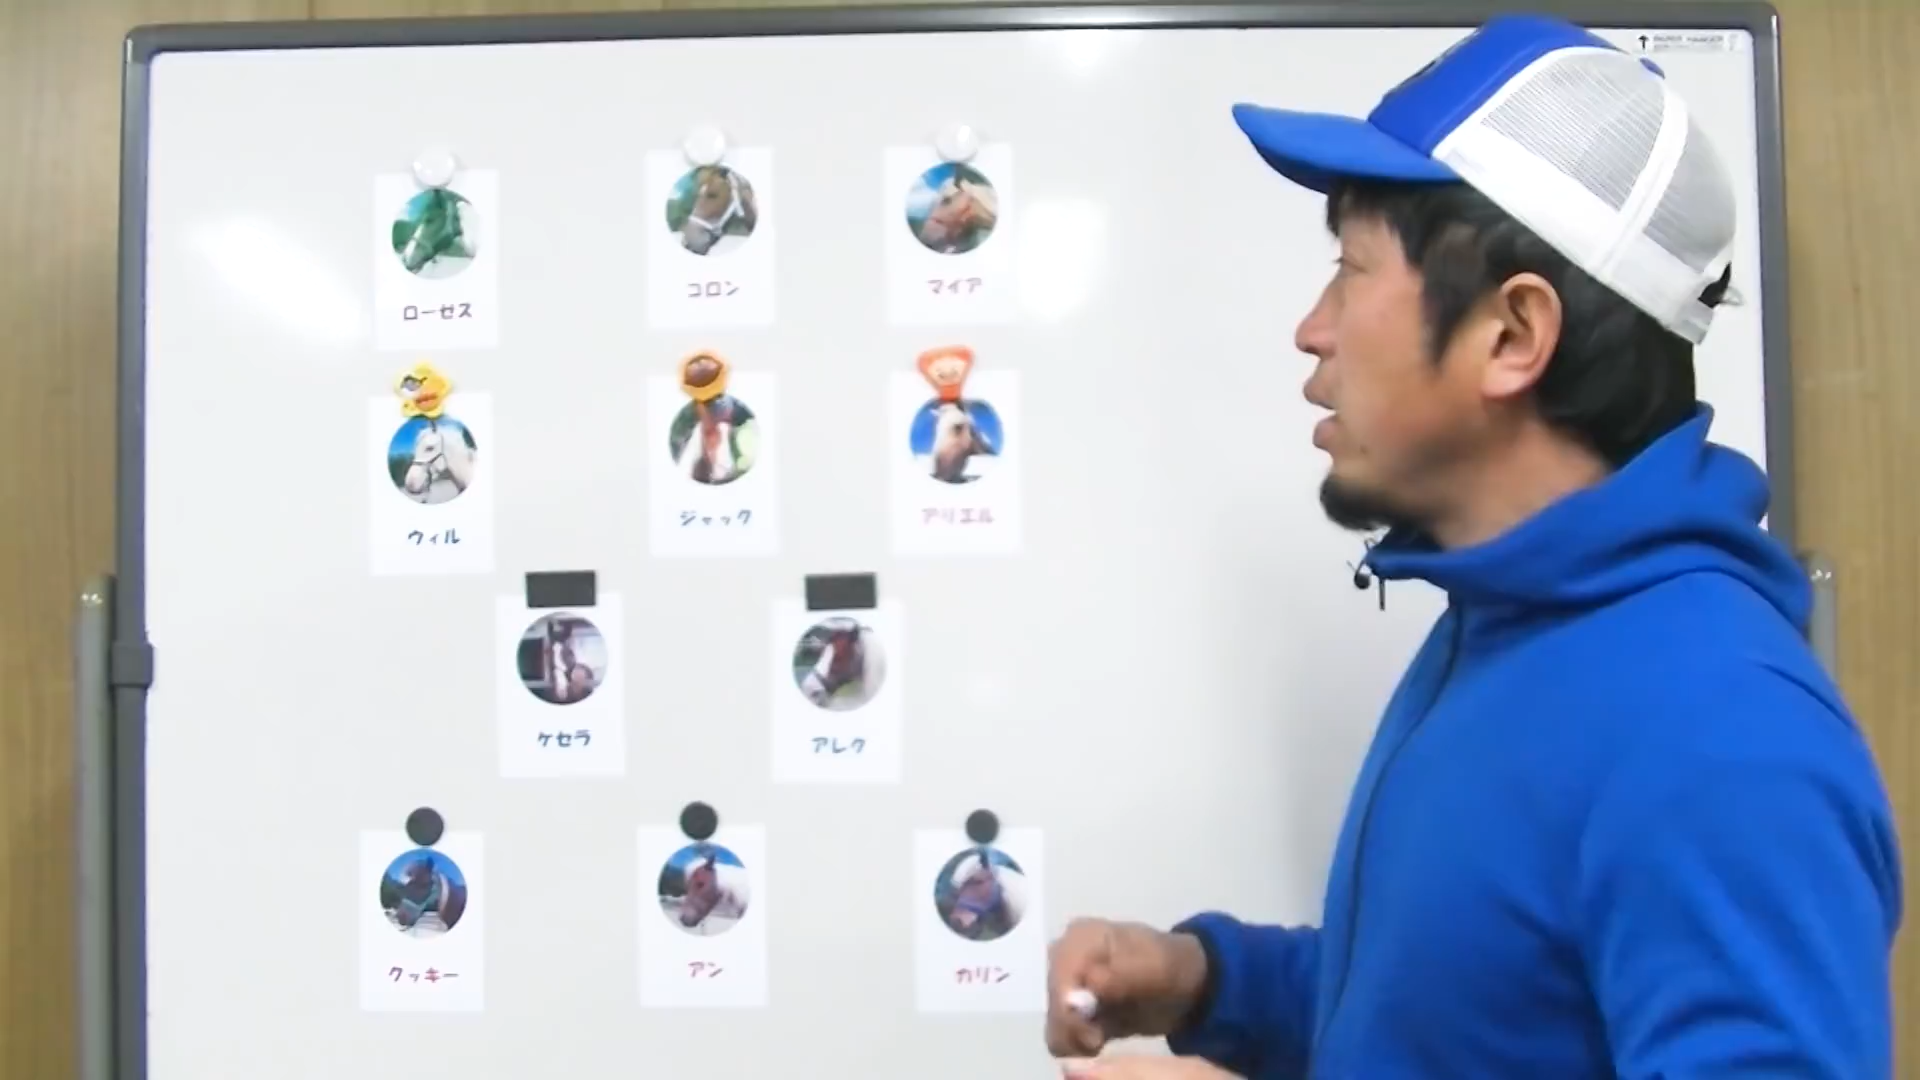 ローゼス
コロン
マイア
ウィル
ジャック
アリエル
ケセラ
アレク
クッキー
アン
カリン